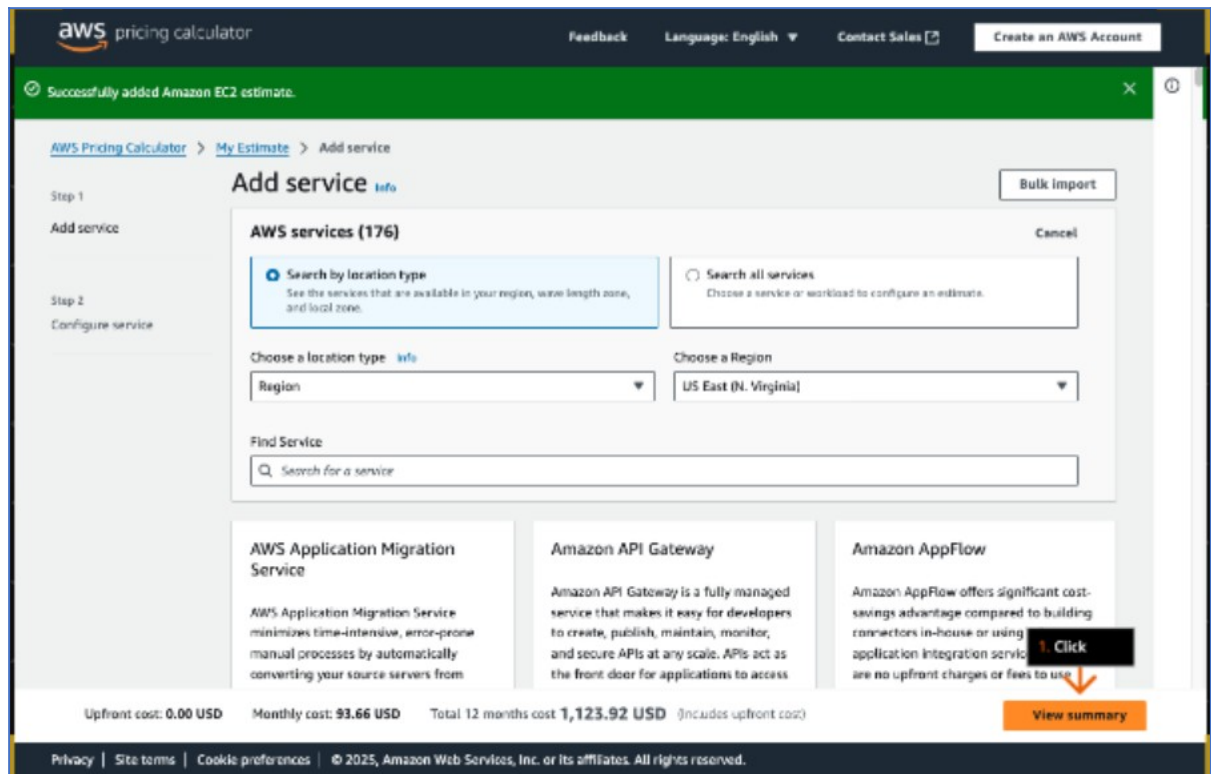 aws pricing calculator
Feedback Language: English Contact Sales Create an AWS Account
Successfully added Amazon EC2 estimate.
AWS Pricing Calculator > My Estimate > Add service
Step 1
Add service
Step 2
Configure service
Add service Info
Bulk import
AWS services (176)
Cancel
Search by location type
See the services that are available in your region, wave length zone,
and local zone.
Search all services
Choose a service or workload to configure an estimate.
Choose a location type Info
Region
Choose a Region
US East (N. Virginia)
Find Service
Search for a service
AWS Application Migration
Service
AWS Application Migration Service
minimizes time-intensive, error-prone
manual processes by automatically
converting your source servers from
Amazon API Gateway
Amazon API Gateway is a fully managed
service that makes it easy for developers
to create, publish, maintain, monitor,
and secure APIs at any scale. APIs act as
the front door for applications to access
Amazon AppFlow
Amazon AppFlow offers significant cost-
savings advantage compared to building
connectors in-house or using
application integration servic
are no upfront charges or fees to use
1. Click
Upfront cost: 0.00 USD Monthly cost: 93.66 USD Total 12 months cost 1,123.92 USD (Includes upfront cost)
View summary
Privacy | Site terms | Cookie preferences | © 2025, Amazon Web Services, Inc. or its affiliates. All rights reserved.